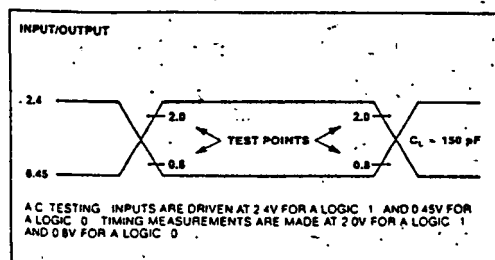 INPUT/OUTPUT
2.4
2.0
2.0
TEST POINTS
C_L = 150 pF
0.8
0.8
0.45
A C TESTING INPUTS ARE DRIVEN AT 2 4V FOR A LOGIC 1 AND 0 45V FOR
A LOGIC 0 TIMING MEASUREMENTS ARE MADE AT 2 0V FOR A LOGIC 1
AND 0 8V FOR A LOGIC 0